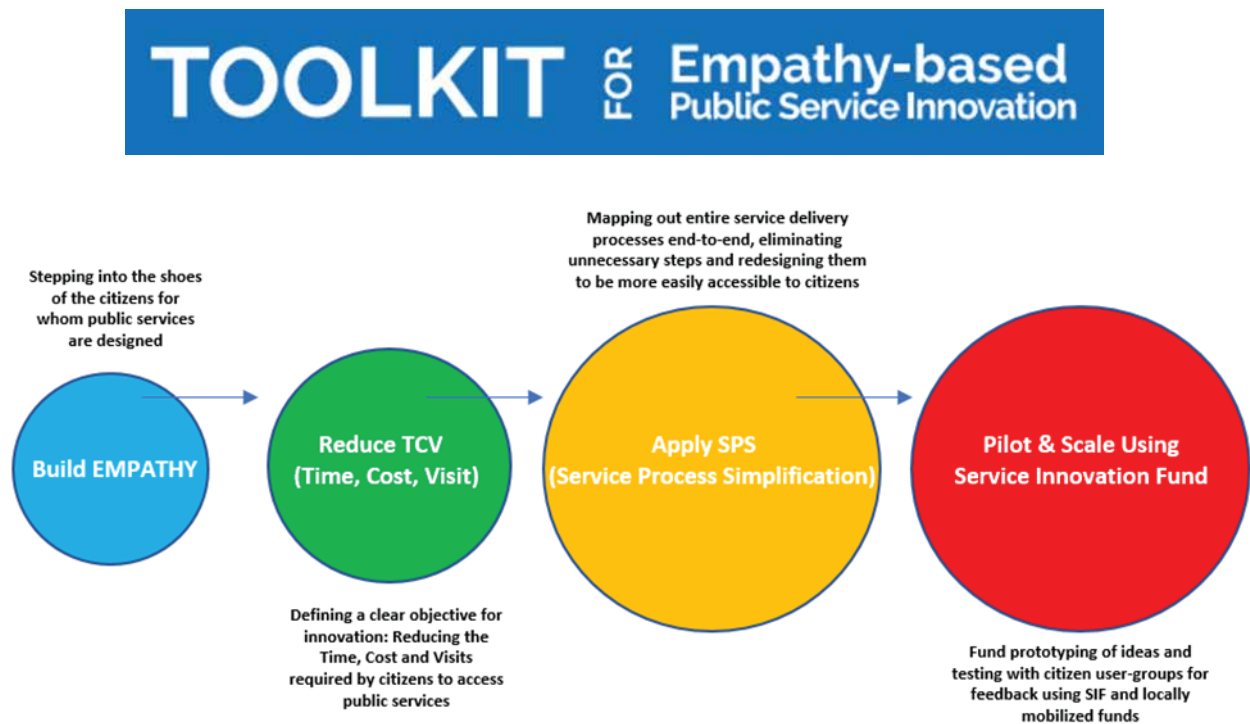 TOOLKIT FOR Empathy-based
Public Service Innovation
Stepping into the shoes
of the citizens for
whom public services
are designed
Build EMPATHY
Reduce TCV
(Time, Cost, Visit)
Defining a clear objective for
innovation: Reducing the
Time, Cost and Visits
required by citizens to access
public services
Mapping out entire service delivery
processes end-to-end, eliminating
unnecessary steps and redesigning them
to be more easily accessible to citizens
Apply SPS
(Service Process Simplification)
Pilot & Scale Using
Service Innovation Fund
Fund prototyping of ideas and
testing with citizen user-groups for
feedback using SIF and locally
mobilized funds